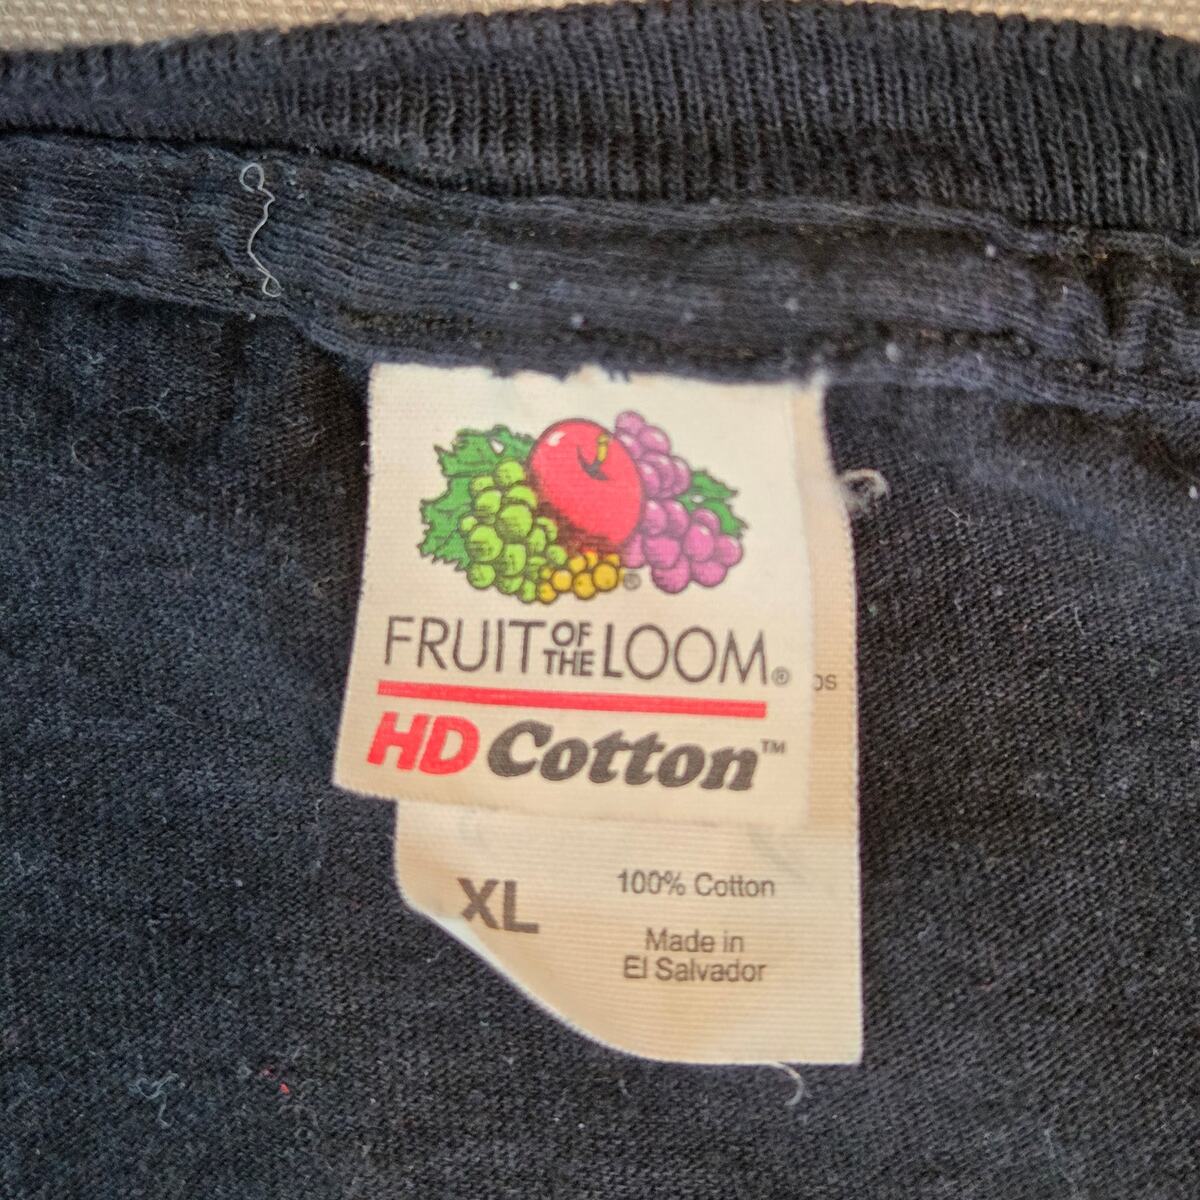 FRUIT OF THE LOOM®
HD Cotton™
XL
100% Cotton
Made in
El Salvador